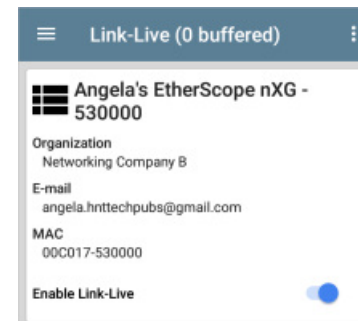 Link-Live (0 buffered)
Angela's EtherScope nXG -
530000
Organization
Networking Company B
E-mail
angela.hnttechpubs@gmail.com
MAC
00C017-530000
Enable Link-Live